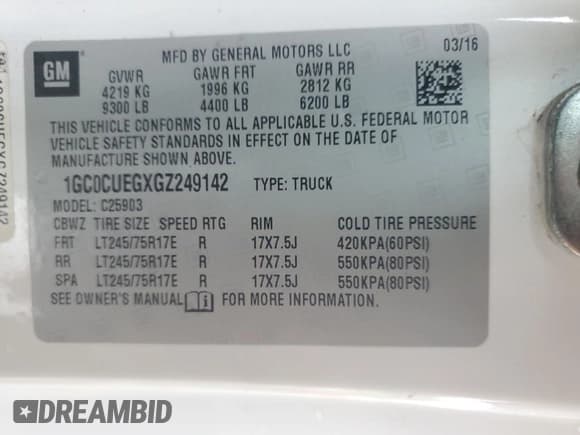 GM
MFD BY GENERAL MOTORS LLC 03/16
GVWR GAWR FRT GAWR RR
4219 KG 1996 KG 2812 KG
9300 LB 4400 LB 6200 LB
THIS VEHICLE CONFORMS TO ALL APPLICABLE U.S. FEDERAL MOTOR
VEHICLE SAFETY STANDARDS IN EFFECT ON THE DATE OF
MANUFACTURE SHOWN ABOVE.
1GC0CUEGXGZ249142 TYPE: TRUCK
MODEL: C25903
CBWZ TIRE SIZE SPEED RTG RIM COLD TIRE PRESSURE
FRT LT245/75R17E R 17X7.5J 420KPA(60PSI)
RR LT245/75R17E R 17X7.5J 550KPA(80PSI)
SPA LT245/75R17E R 17X7.5J 550KPA(80PSI)
SEE OWNER'S MANUAL i FOR MORE INFORMATION.
DREAMBID